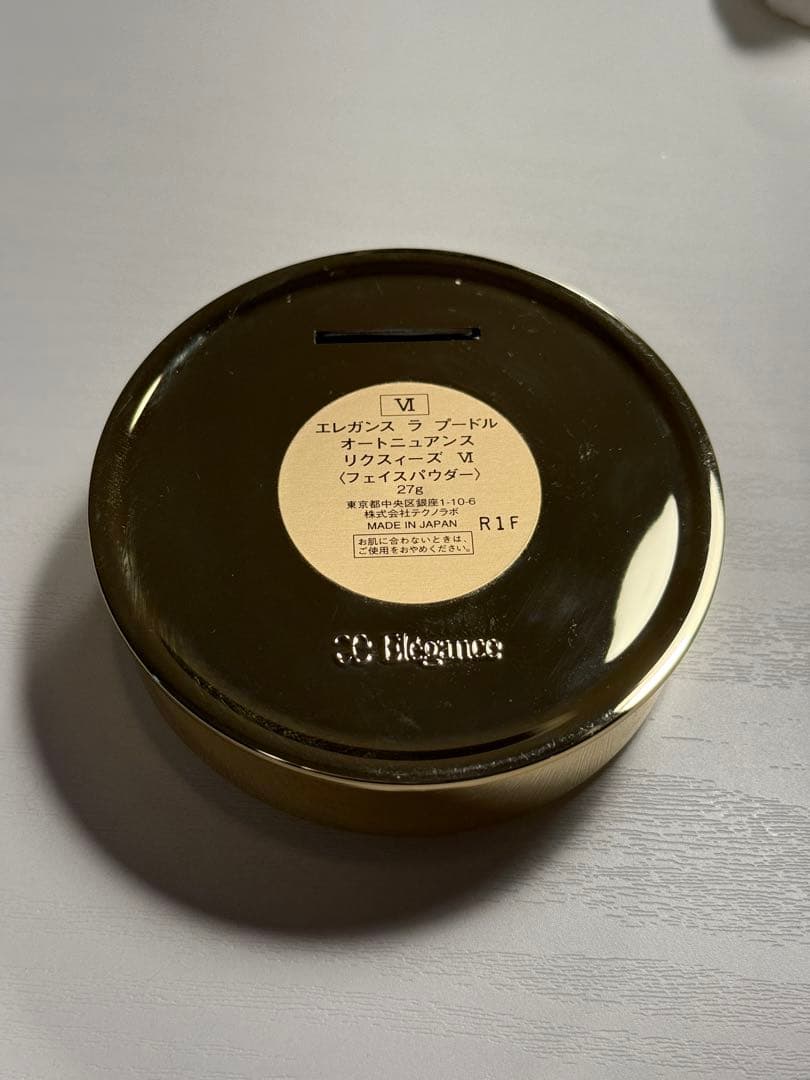 VI
エレガンス ラ プードル
オートニュアンス
リクスィーズ VI
〈フェイスパウダー〉
27g
東京都中央区銀座1-10-6
株式会社テクノラボ
MADE IN JAPAN R1F
お肌に合わないときは、
ご使用をおやめください。
Elégance